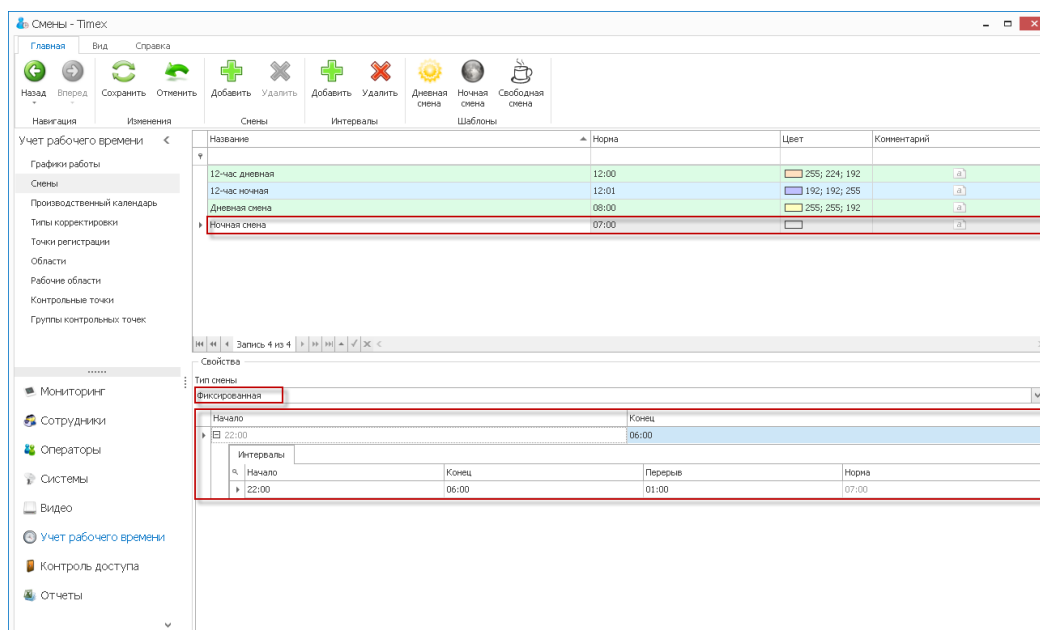 Смены - Timex
Главная Вид Справка
Назад Вперед Сохранить Отменить Добавить Удалить Добавить Удалить Дневная смена Ночная смена Свободная смена
Навигация Изменения Смены Интервалы Шаблоны
Учет рабочего времени
Графики работы
Смены
Производственный календарь
Типы корректировки
Точки регистрации
Области
Рабочие области
Контрольные точки
Группы контрольных точек
Мониторинг
Сотрудники
Операторы
Системы
Видео
Учет рабочего времени
Контроль доступа
Отчеты
Название Норма Цвет Комментарий
12-час дневная 12:00 255; 224; 192 a
12-час ночная 12:01 192; 192; 255 a
Дневная смена 08:00 255; 255; 192 a
Ночная смена 07:00 a
Запись 4 из 4
Свойства
Тип смены
Фиксированная
Начало Конец
22:00 06:00
Интервалы
Начало Конец Перерыв Норма
22:00 06:00 01:00 07:00